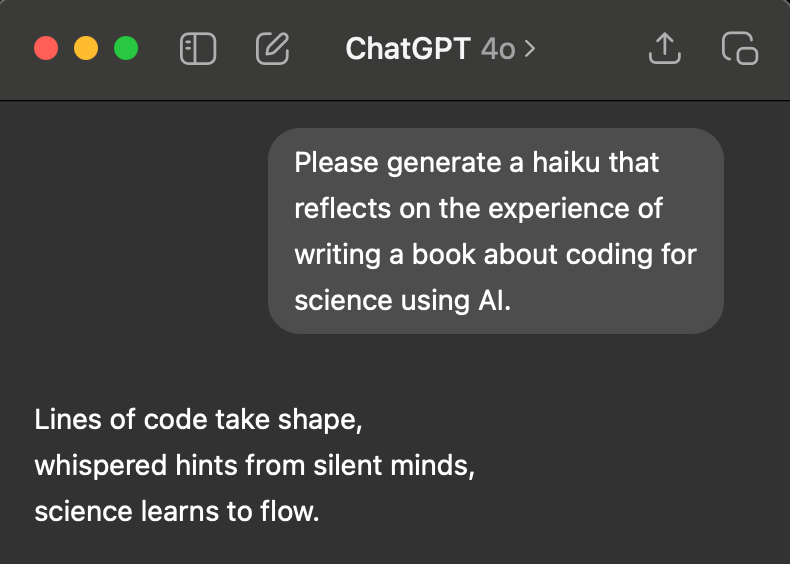 ChatGPT 4o >
Please generate a haiku that
reflects on the experience of
writing a book about coding for
science using AI.
Lines of code take shape,
whispered hints from silent minds,
science learns to flow.